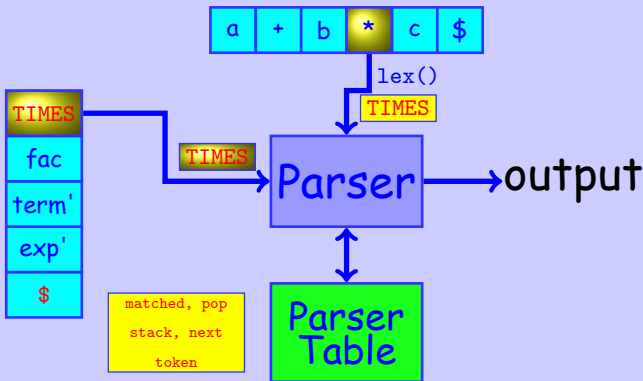 a + b * c $
lex()
TIMES
TIMES
fac
term'
exp'
$
TIMES
Parser
output
matched, pop
stack, next
token
Parser
Table